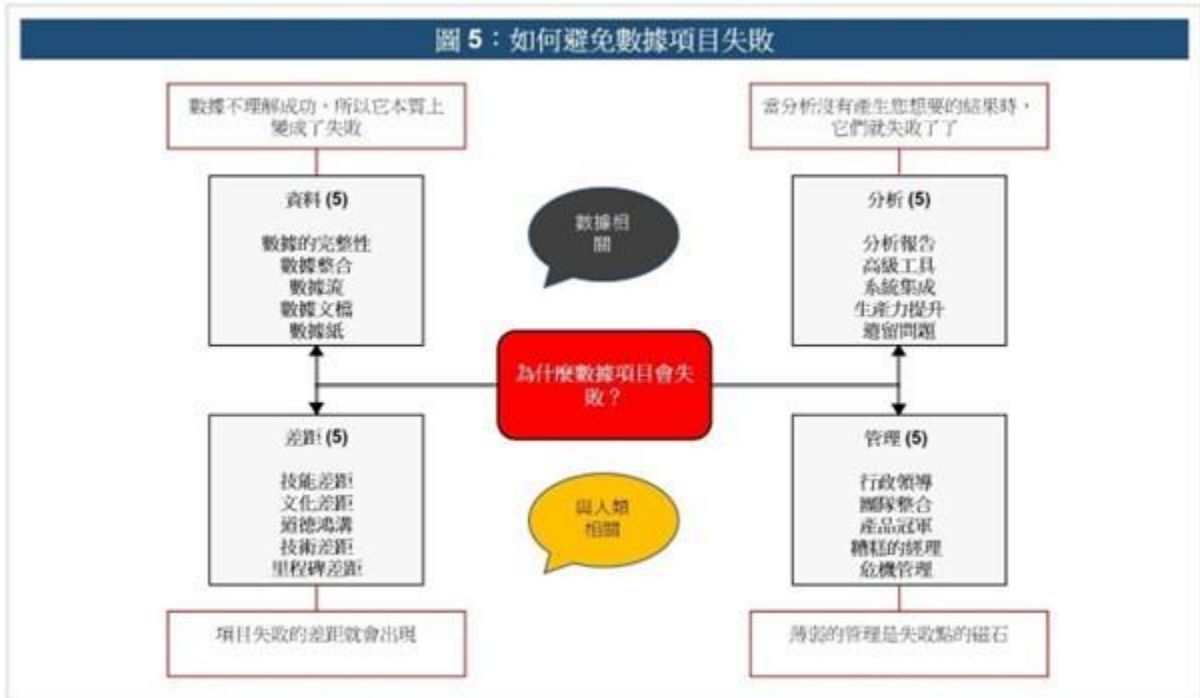 圖 5：如何避免數據項目失敗
數據不理解成功，所以它本質上
變成了失敗
當分析沒有產生您想要的結果時，
它們就失敗了了
資料 (5)
數據的完整性
數據整合
數據流
數據文檔
數據紙
數據相
關
分析 (5)
分析報告
高級工具
系統集成
生產力提升
遺留問題
為什麼數據項目會失
敗？
差距 (5)
技能差距
文化差距
道德鴻溝
技術差距
里程碑差距
與人類
相關
管理 (5)
行政領導
團隊整合
產品冠軍
糟糕的經理
危機管理
項目失敗的差距就會出現
薄弱的管理是失敗點的磁石